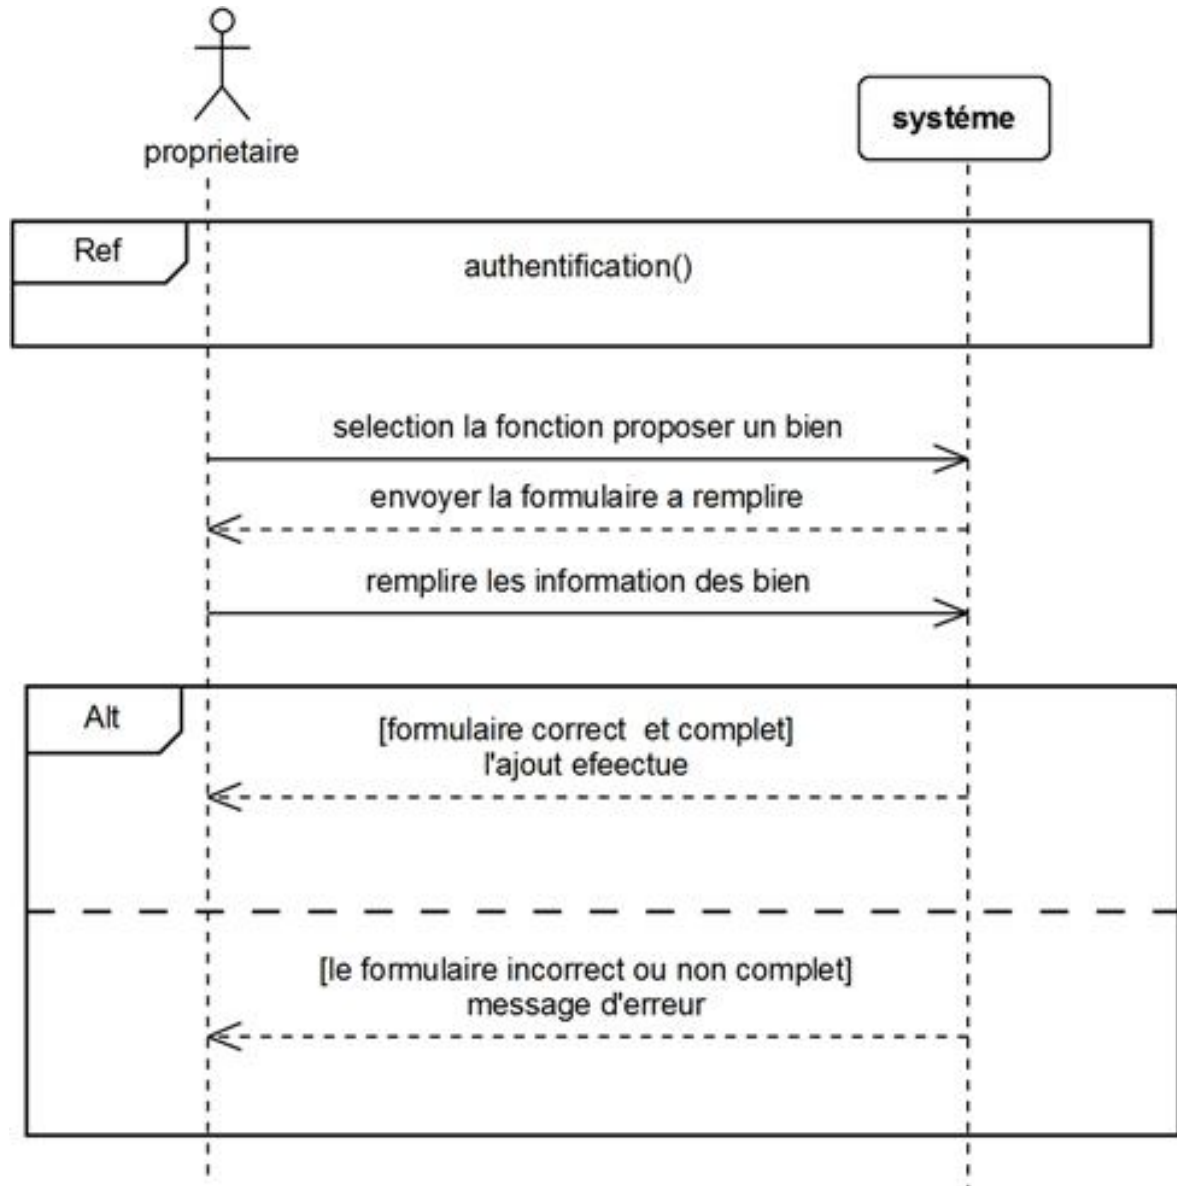 proprietaire
systéme
Ref
authentification()
selection la fonction proposer un bien
envoyer la formulaire a remplire
remplire les information des bien
Alt
[formulaire correct et complet]
l'ajout efeectue
[le formulaire incorrect ou non complet]
message d'erreur